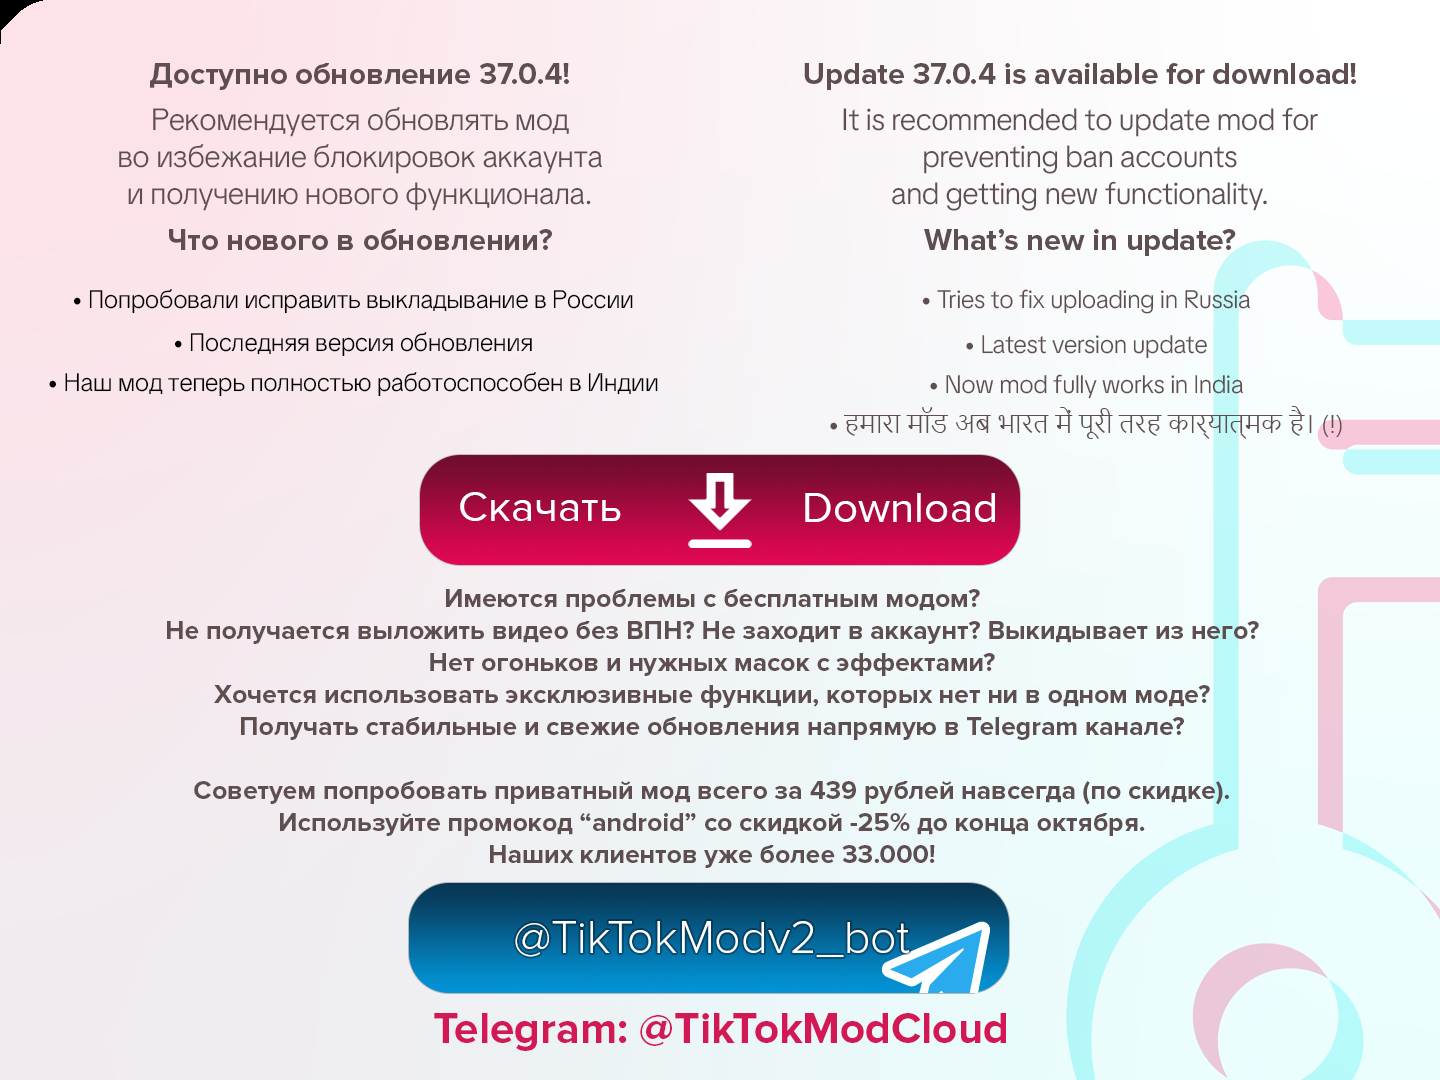 Доступно обновление 37.0.4!
Рекомендуется обновлять мод
во избежание блокировок аккаунта
и получению нового функционала.
Что нового в обновлении?
• Попробовали исправить выкладывание в России
• Последняя версия обновления
• Наш мод теперь полностью работоспособен в Индии
Update 37.0.4 is available for download!
It is recommended to update mod for
preventing ban accounts
and getting new functionality.
What’s new in update?
• Tries to fix uploading in Russia
• Latest version update
• Now mod fully works in India
• हमारा मॉड अब भारत में पूरी तरह कार्यात्मक है। (!)
Скачать Download
Имеются проблемы с бесплатным модом?
Не получается выложить видео без ВПН? Не заходит в аккаунт? Выкидывает из него?
Нет огоньков и нужных масок с эффектами?
Хочется использовать эксклюзивные функции, которых нет ни в одном моде?
Получать стабильные и свежие обновления напрямую в Telegram канале?
Советуем попробовать приватный мод всего за 439 рублей навсегда (по скидке).
Используйте промокод “android” со скидкой -25% до конца октября.
Наших клиентов уже более 33.000!
@TikTokModv2_bot
Telegram: @TikTokModCloud